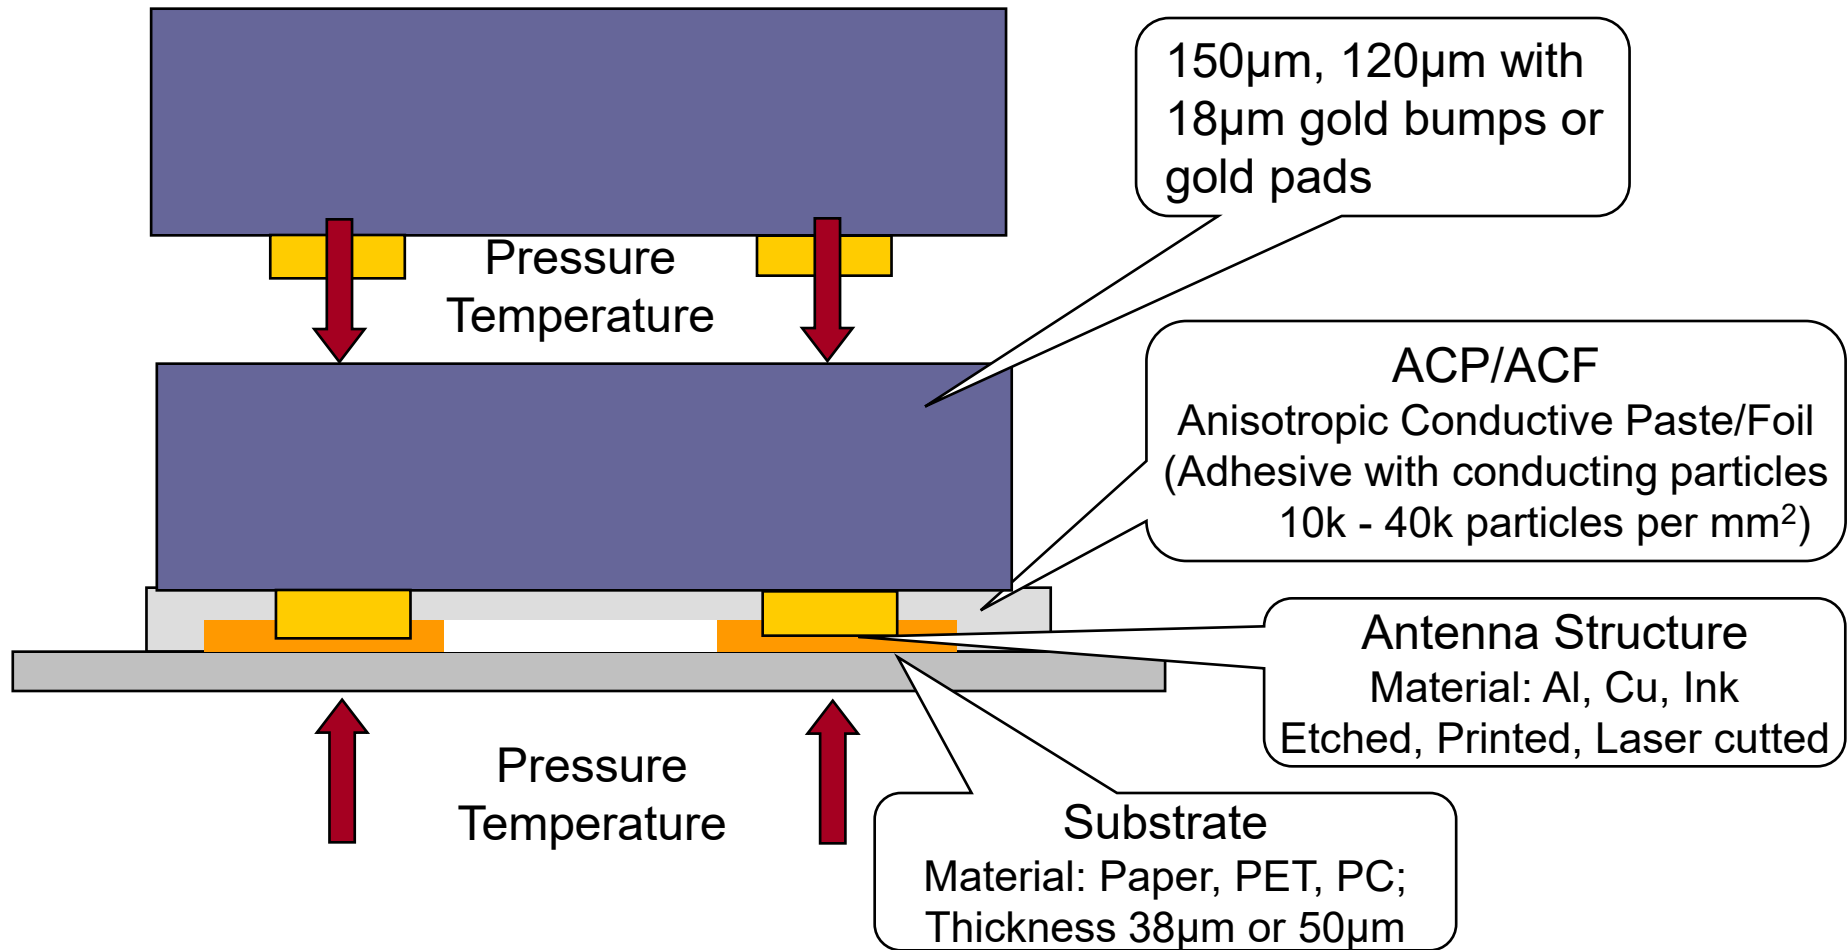 150µm, 120µm with
18µm gold bumps or
gold pads
Pressure
Temperature
ACP/ACF
Anisotropic Conductive Paste/Foil
(Adhesive with conducting particles
10k - 40k particles per mm²)
Antenna Structure
Material: Al, Cu, Ink
Etched, Printed, Laser cutted
Pressure
Temperature
Substrate
Material: Paper, PET, PC;
Thickness 38µm or 50µm